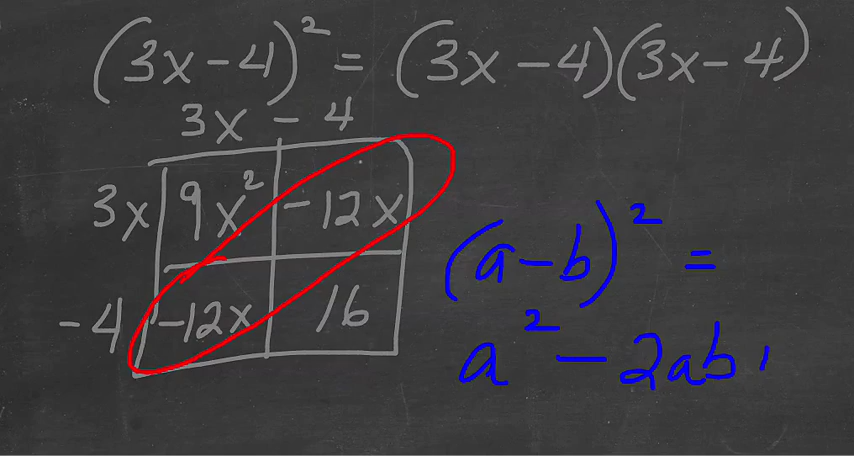 (3x-4)² = (3x-4)(3x-4)
3x - 4
3x 9x² -12x
-4 -12x 16
(a-b)² =
a² - 2ab